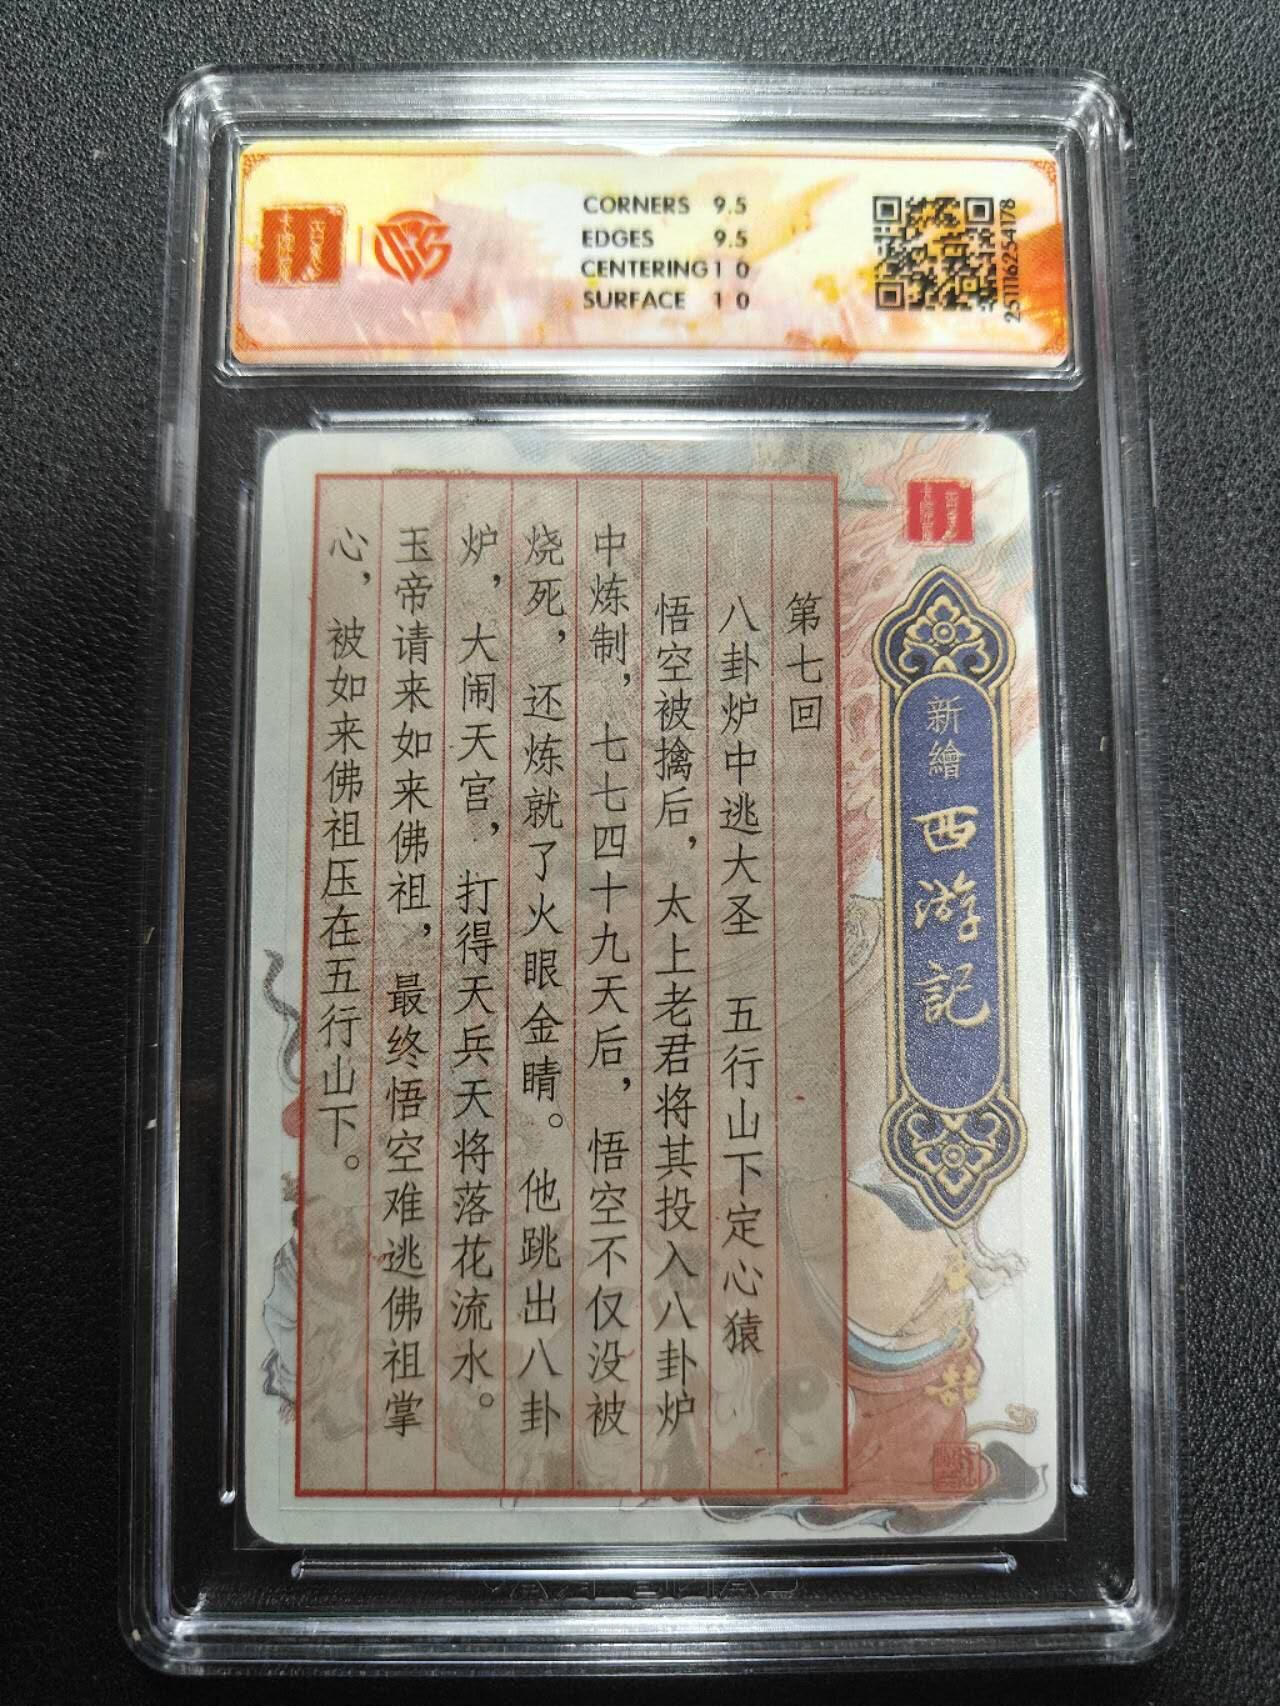 CORNERS 9.5
EDGES 9.5
CENTERING 10
SURFACE 10
251116254178
新繪
西游記
第七回
八卦炉中逃大圣 五行山下定心猿
悟空被擒后，太上老君将其投入八卦炉
中炼制，七七四十九天后，悟空不仅没被
烧死，还炼就了火眼金睛。他跳出八卦
炉，大闹天宫，打得天兵天将落花流水。
玉帝请来如来佛祖，最终悟空难逃佛祖掌
心，被如来佛祖压在五行山下。